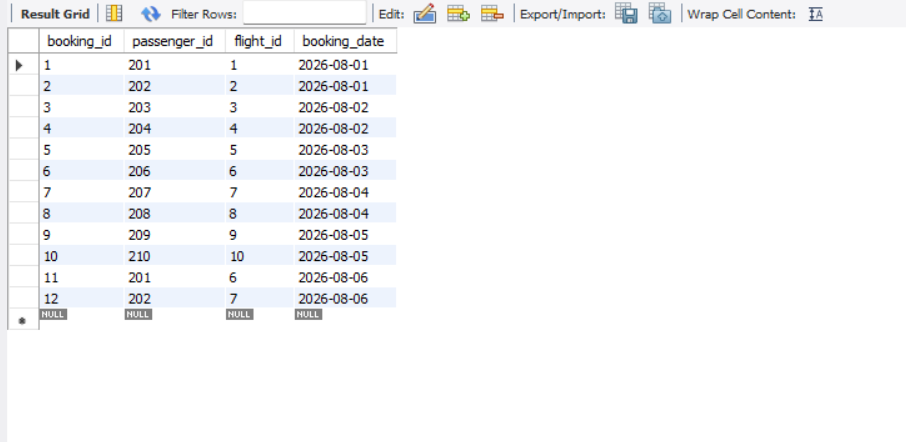 Result Grid Filter Rows: Edit: Export/Import: Wrap Cell Content: IA
booking_id passenger_id flight_id booking_date
1 201 1 2026-08-01
2 202 2 2026-08-01
3 203 3 2026-08-02
4 204 4 2026-08-02
5 205 5 2026-08-03
6 206 6 2026-08-03
7 207 7 2026-08-04
8 208 8 2026-08-04
9 209 9 2026-08-05
10 210 10 2026-08-05
11 201 6 2026-08-06
12 202 7 2026-08-06
NULL NULL NULL NULL